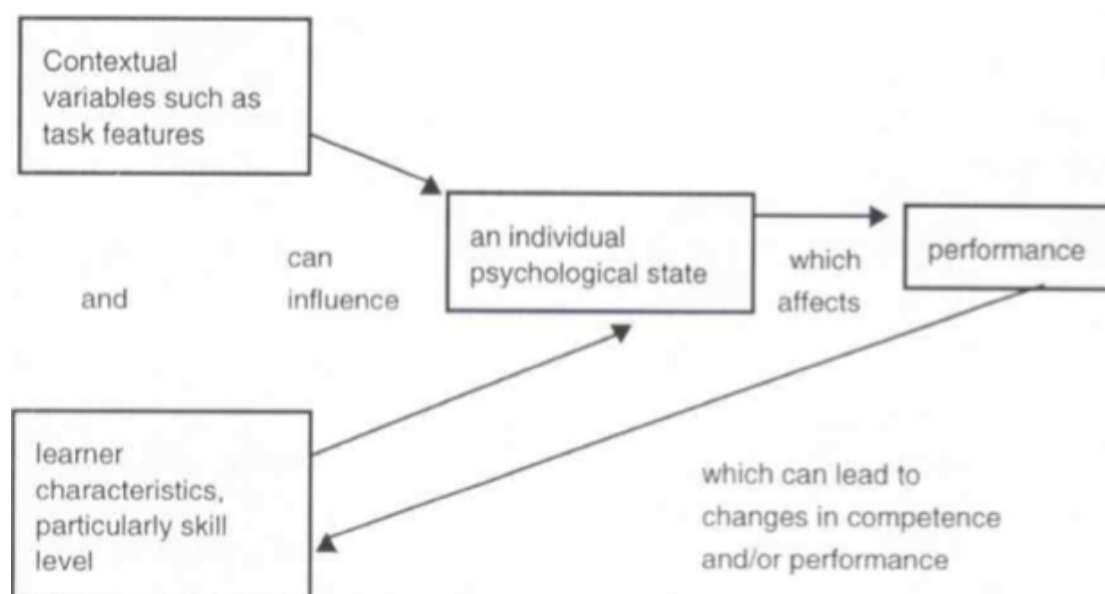 Contextual
variables such as
task features
and
can
influence
an individual
psychological state
which
affects
performance
learner
characteristics,
particularly skill
level
which can lead to
changes in competence
and/or performance